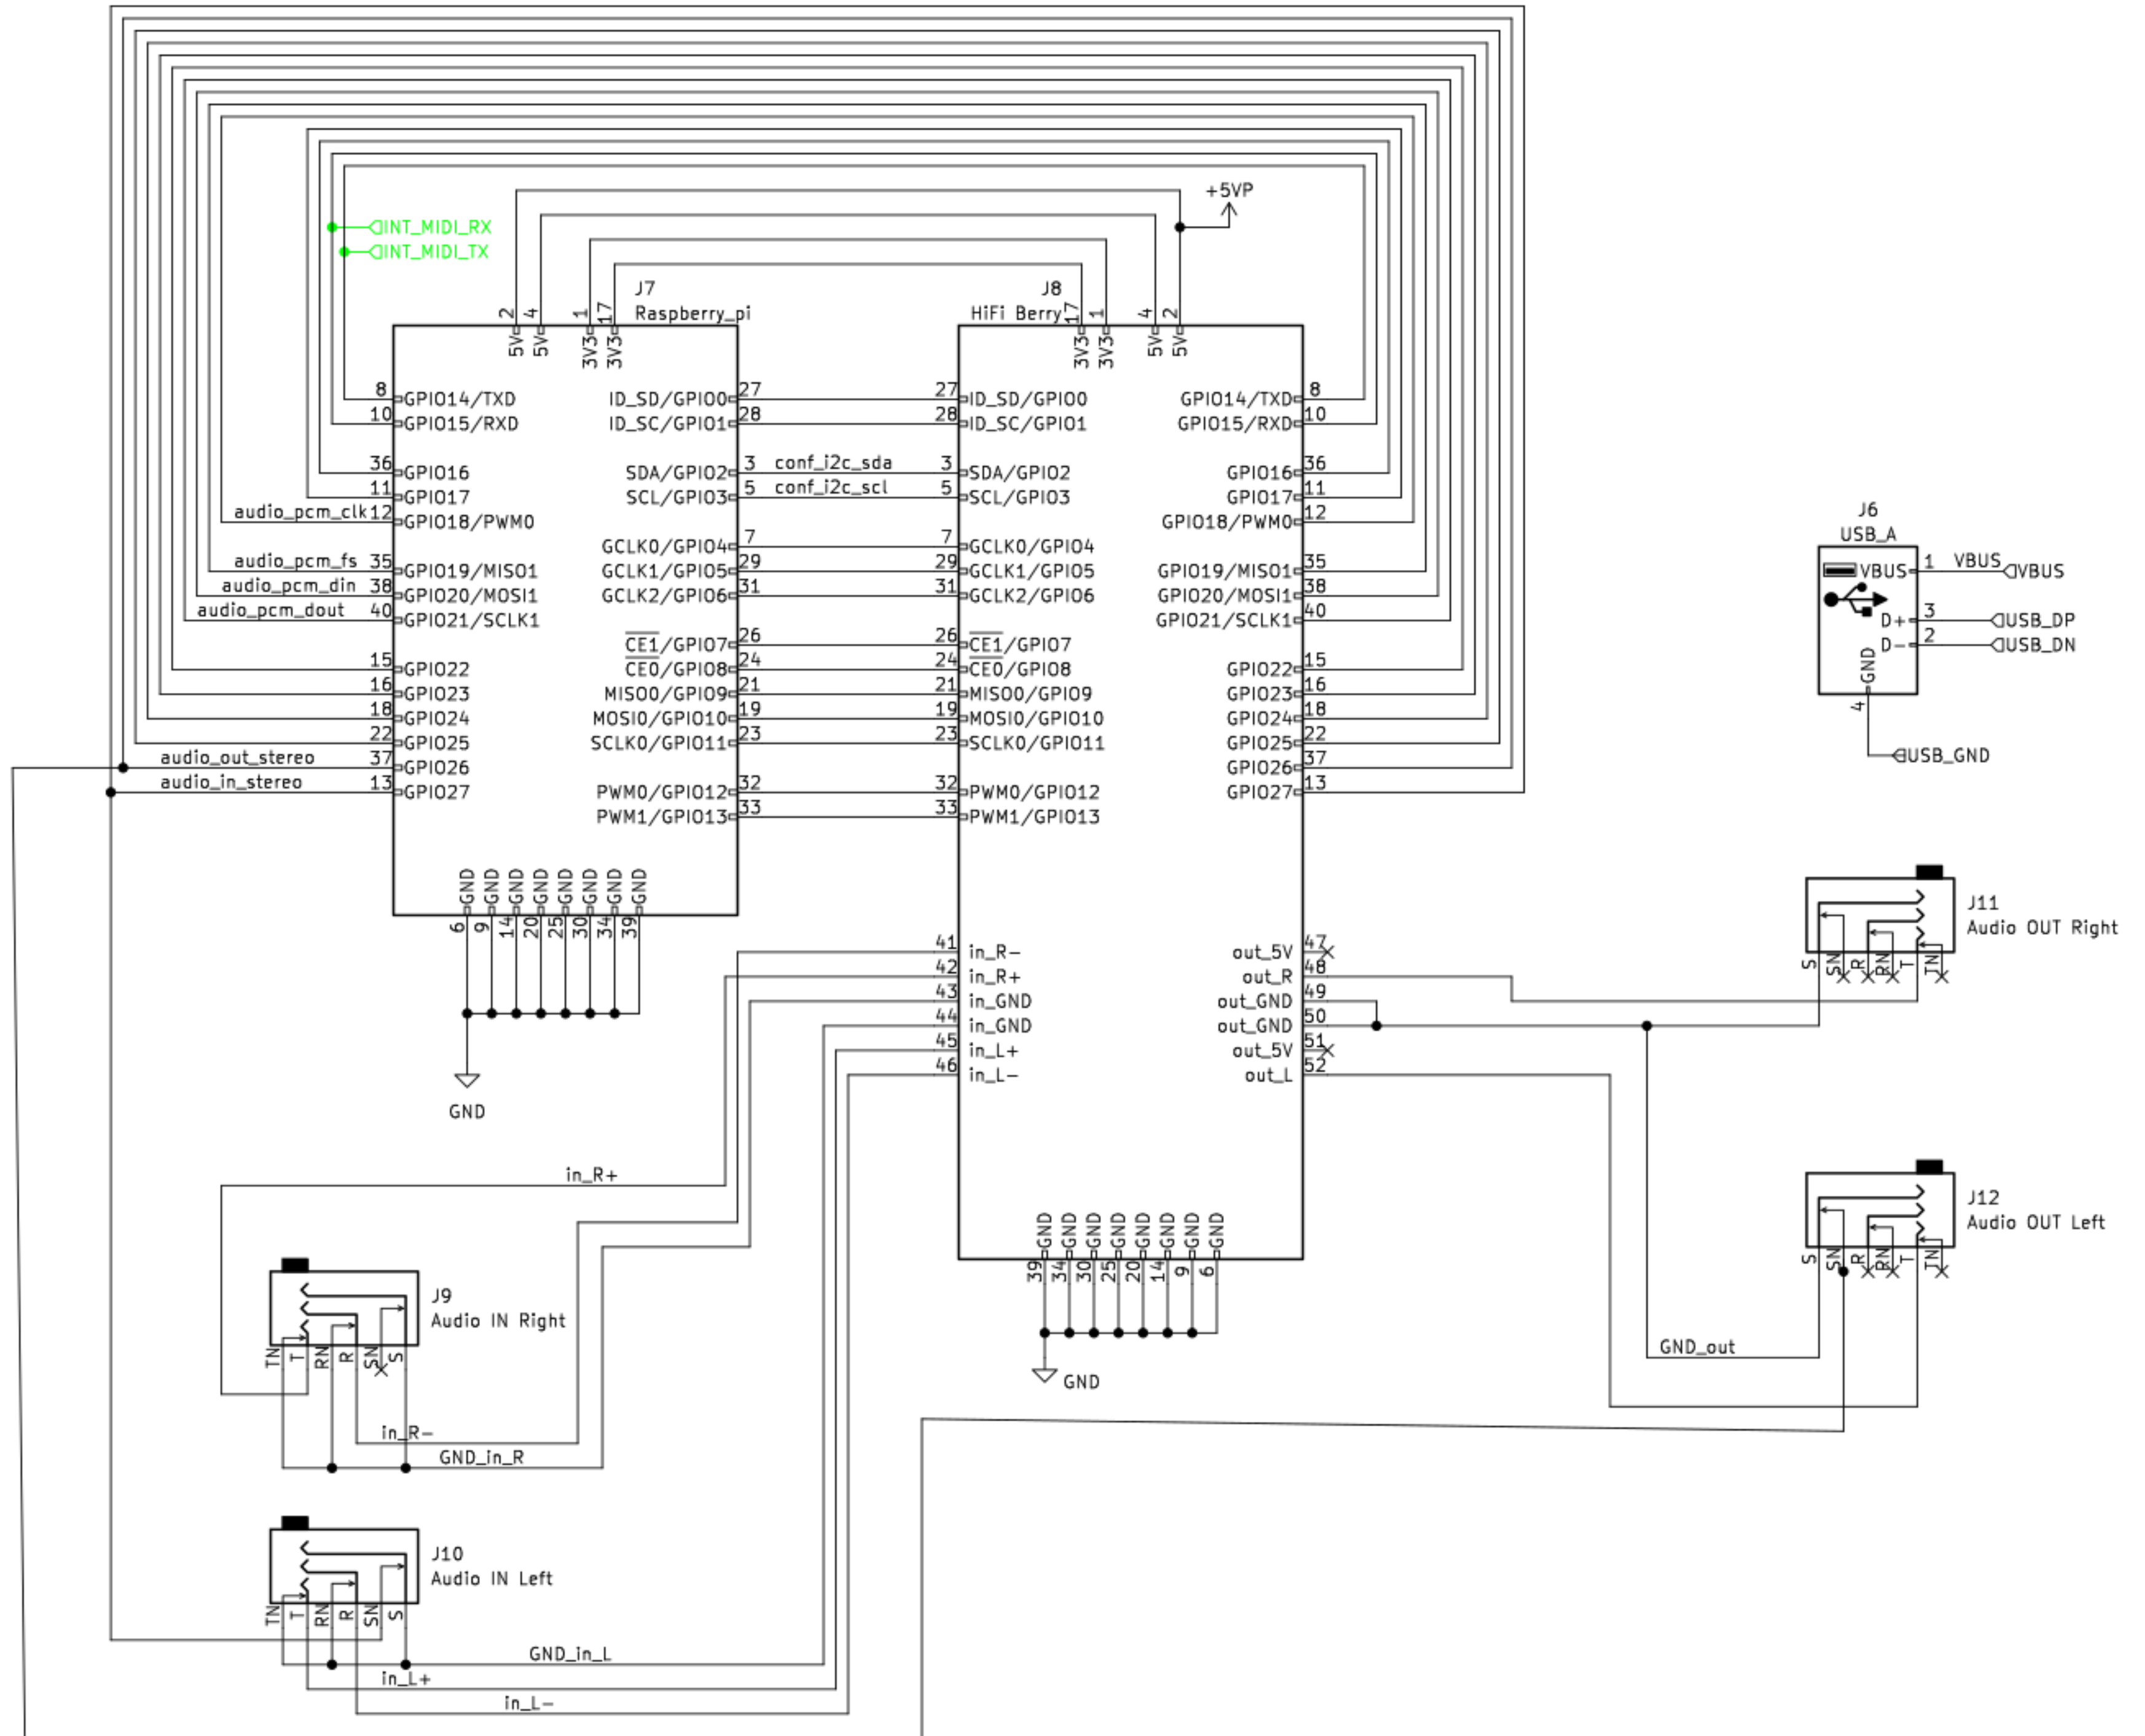 +5VP
INT_MIDI_RX
INT_MIDI_TX
J7
Raspberry_pi
J8
HiFi Berry
2 4 1 17
5V 5V 3V3 3V3
17 1 4 2
3V3 3V3 5V 5V
8 GPIO14/TXD ID_SD/GPIO0 27
10 GPIO15/RXD ID_SC/GPIO1 28
36 GPIO16 SDA/GPIO2 3 conf_i2c_sda
11 GPIO17 SCL/GPIO3 5 conf_i2c_scl
audio_pcm_clk 12 GPIO18/PWM0
GCLK0/GPIO4 7
audio_pcm_fs 35 GPIO19/MISO1 GCLK1/GPIO5 29
audio_pcm_din 38 GPIO20/MOSI1 GCLK2/GPIO6 31
audio_pcm_dout 40 GPIO21/SCLK1
CE1/GPIO7 26
15 GPIO22 CE0/GPIO8 24
16 GPIO23 MISO0/GPIO9 21
18 GPIO24 MOSI0/GPIO10 19
22 GPIO25 SCLK0/GPIO11 23
audio_out_stereo 37 GPIO26
audio_in_stereo 13 GPIO27 PWM0/GPIO12 32
PWM1/GPIO13 33
GND GND GND GND GND GND GND GND
6 9 14 20 25 30 34 39
GND
27 ID_SD/GPIO0 GPIO14/TXD 8
28 ID_SC/GPIO1 GPIO15/RXD 10
3 SDA/GPIO2 GPIO16 36
5 SCL/GPIO3 GPIO17 11
GPIO18/PWM0 12
7 GCLK0/GPIO4
29 GCLK1/GPIO5 GPIO19/MISO1 35
31 GCLK2/GPIO6 GPIO20/MOSI1 38
GPIO21/SCLK1 40
26 CE1/GPIO7
24 CE0/GPIO8 GPIO22 15
21 MISO0/GPIO9 GPIO23 16
19 MOSI0/GPIO10 GPIO24 18
23 SCLK0/GPIO11 GPIO25 22
GPIO26 37
32 PWM0/GPIO12 GPIO27 13
33 PWM1/GPIO13
41 in_R- out_5V 47
42 in_R+ out_R 48
43 in_GND out_GND 49
44 in_GND out_GND 50
45 in_L+ out_5V 51
46 in_L- out_L 52
GND GND GND GND GND GND GND GND
39 34 30 25 20 14 9 6
GND
J6
USB_A
VBUS 1 VBUS VBUS
D+ 3 USB_DP
D- 2 USB_DN
GND
4
USB_GND
J11
Audio OUT Right
S SN R RN T TN
J12
Audio OUT Left
S SN R RN T TN
GND_out
in_R+
J9
Audio IN Right
TN T RN R SN S
in_R-
GND_in_R
J10
Audio IN Left
TN T RN R SN S
GND_in_L
in_L+
in_L-